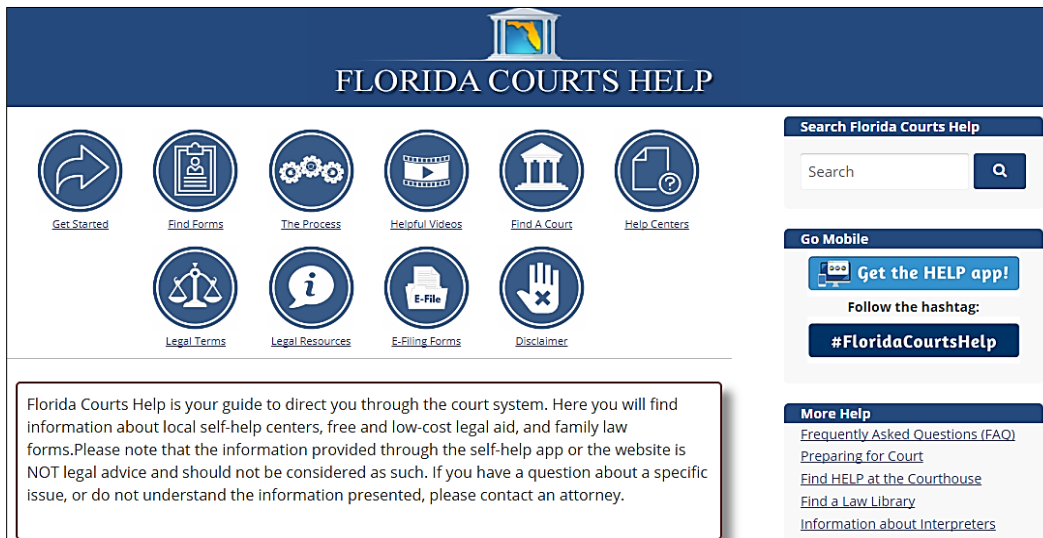 FLORIDA COURTS HELP
Get Started
Find Forms
The Process
Helpful Videos
Find A Court
Help Centers
E-File
Legal Terms
Legal Resources
E-Filing Forms
Disclaimer
Florida Courts Help is your guide to direct you through the court system. Here you will find
information about local self-help centers, free and low-cost legal aid, and family law
forms.Please note that the information provided through the self-help app or the website is
NOT legal advice and should not be considered as such. If you have a question about a specific
issue, or do not understand the information presented, please contact an attorney.
Search Florida Courts Help
Search
Go Mobile
Get the HELP app!
Follow the hashtag:
#FloridaCourtsHelp
More Help
Frequently Asked Questions (FAQ)
Preparing for Court
Find HELP at the Courthouse
Find a Law Library
Information about Interpreters